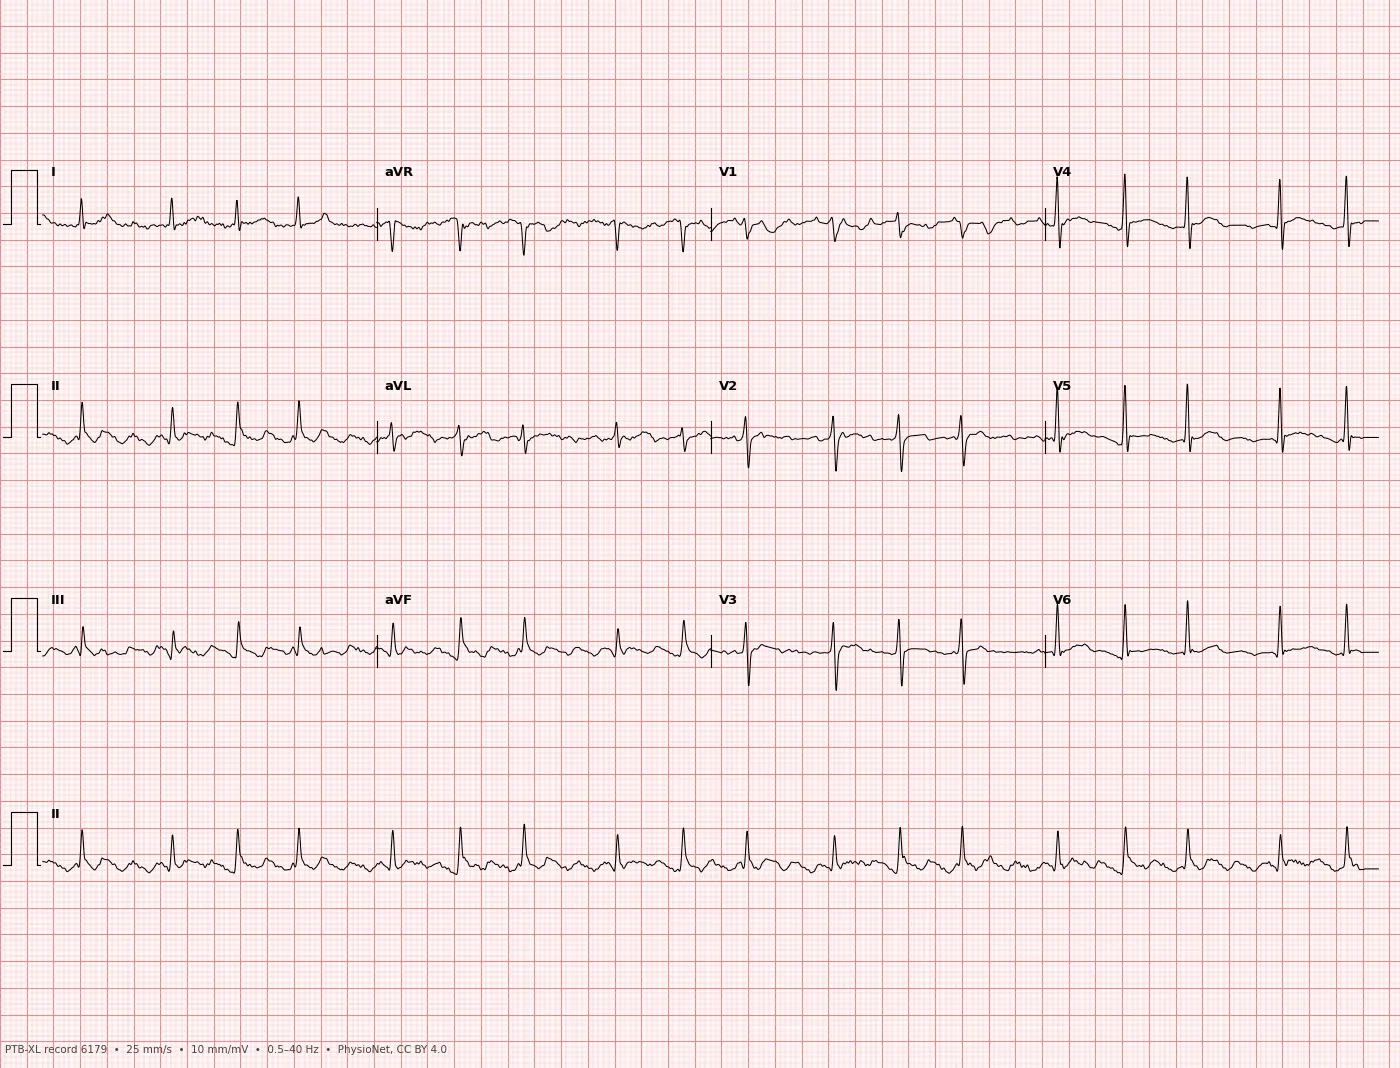 I aVR V1 V4
II aVL V2 V5
III aVF V3 V6
II
PTB-XL record 6179 • 25 mm/s • 10 mm/mV • 0.5–40 Hz • PhysioNet, CC BY 4.0